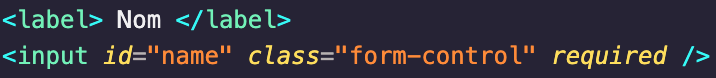 <label> Nom </label>
<input id="name" class="form-control" required />